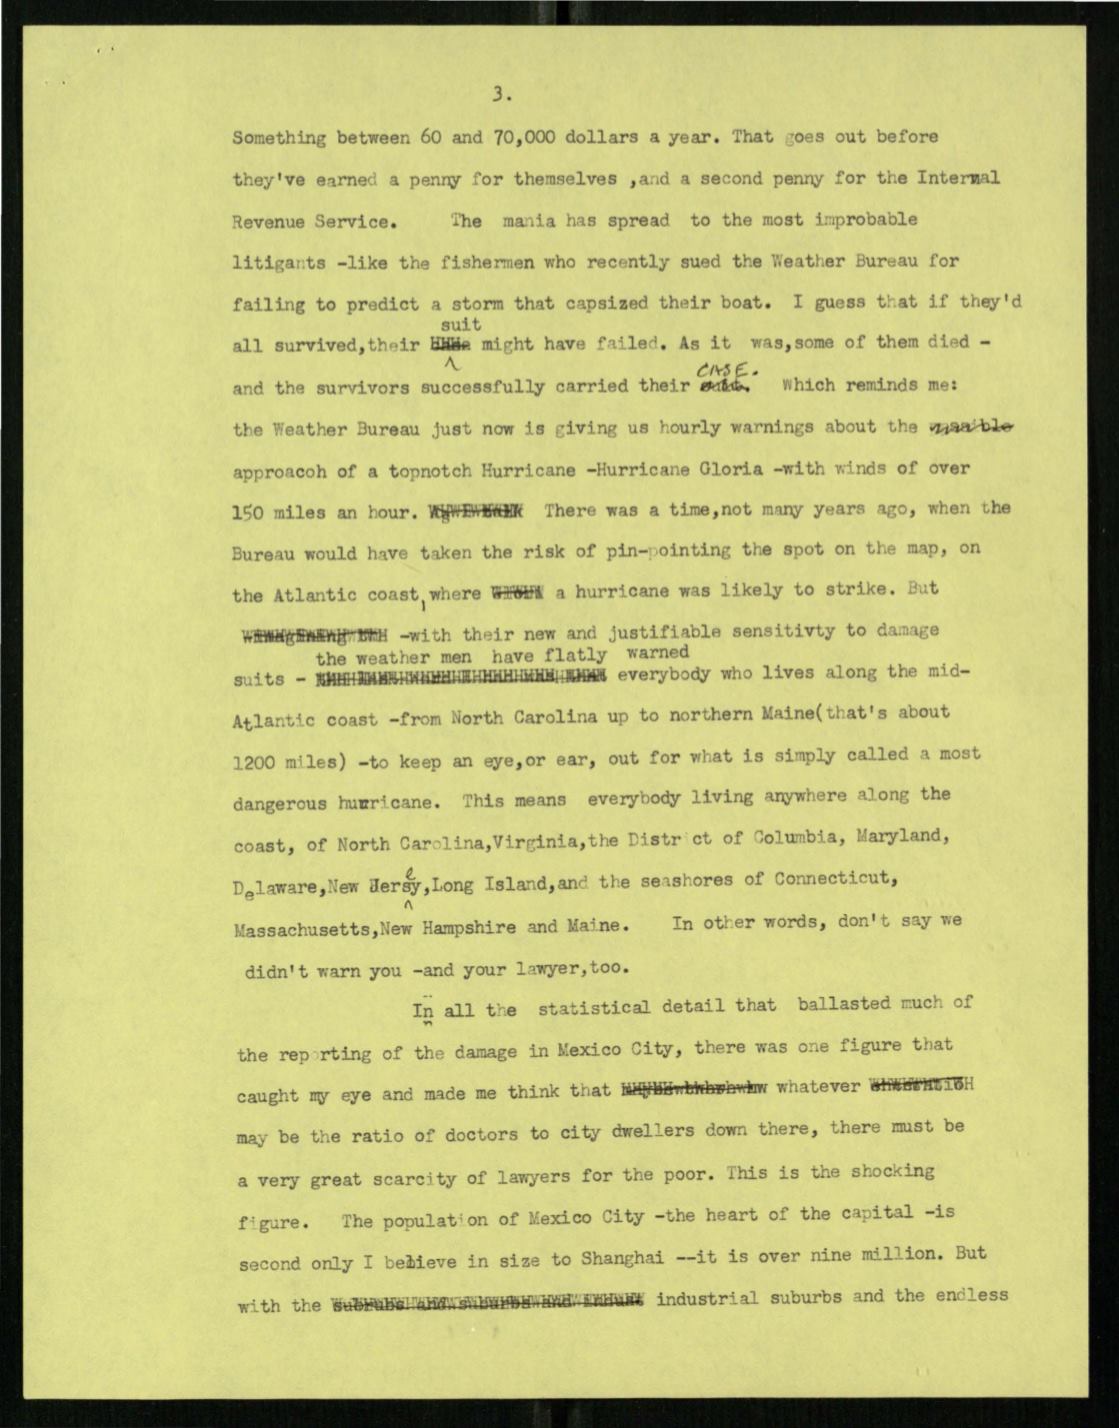 3.
Something between 60 and 70,000 dollars a year. That goes out before
they've earned a penny for themselves ,and a second penny for the Internal
Revenue Service. The mania has spread to the most improbable
litigants -like the fishermen who recently sued the Weather Bureau for
failing to predict a storm that capsized their boat. I guess that if they'd
suit
all survived,their might have failed. As it was,some of them died -
CASE.
and the survivors successfully carried their Which reminds me:
the Weather Bureau just now is giving us hourly warnings about the
approacoh of a topnotch Hurricane -Hurricane Gloria -with winds of over
150 miles an hour. There was a time,not many years ago, when the
Bureau would have taken the risk of pin-pointing the spot on the map, on
the Atlantic coast,where a hurricane was likely to strike. But
-with their new and justifiable sensitivty to damage
the weather men have flatly warned
suits - everybody who lives along the mid-
Atlantic coast -from North Carolina up to northern Maine(that's about
1200 miles) -to keep an eye,or ear, out for what is simply called a most
dangerous hurricane. This means everybody living anywhere along the
coast, of North Carolina,Virginia,the District of Columbia, Maryland,
Delaware,New Jersey,Long Island,and the seashores of Connecticut,
Massachusetts,New Hampshire and Maine. In other words, don't say we
didn't warn you -and your lawyer,too.
In all the statistical detail that ballasted much of
the reporting of the damage in Mexico City, there was one figure that
caught my eye and made me think that whatever
may be the ratio of doctors to city dwellers down there, there must be
a very great scarcity of lawyers for the poor. This is the shocking
figure. The population of Mexico City -the heart of the capital -is
second only I believe in size to Shanghai --it is over nine million. But
with the industrial suburbs and the endless